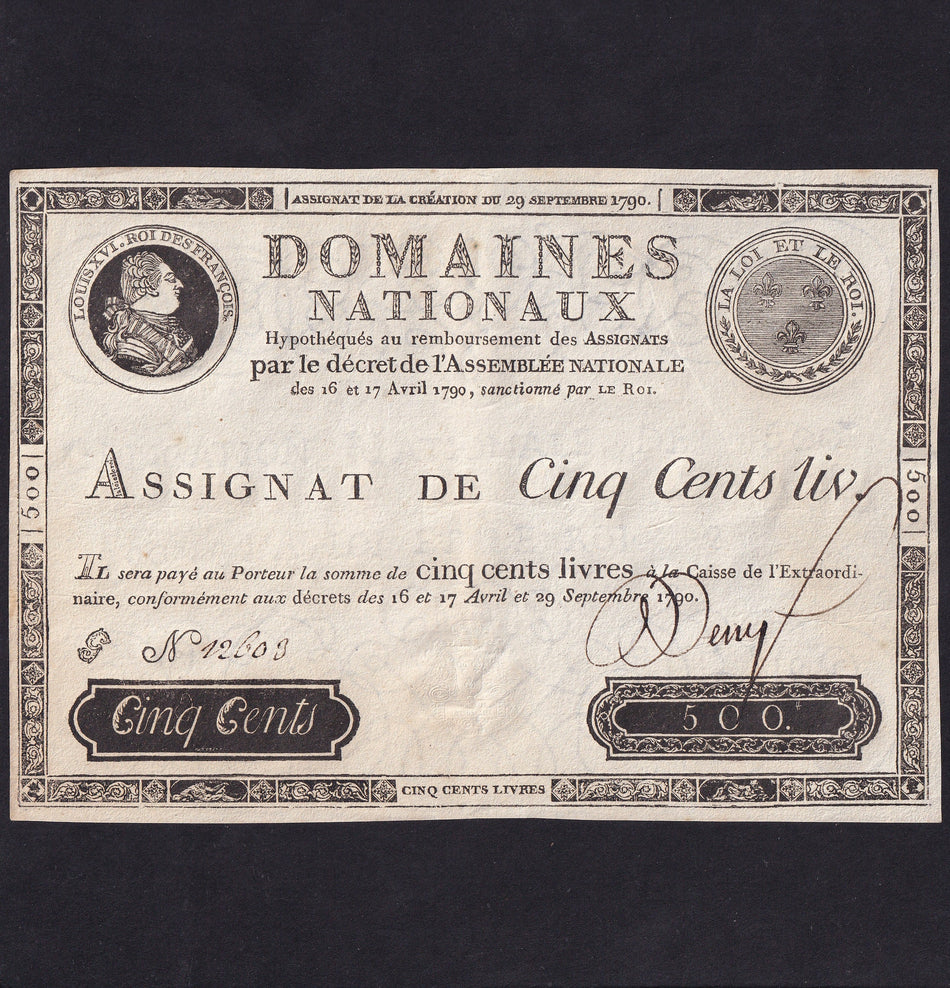 ASSIGNAT DE LA CRÉATION DU 29 SEPTEMBRE 1790.
LOUIS XVI. ROI DES FRANÇOIS.
DOMAINES
NATIONAUX
Hypothéqués au remboursement des ASSIGNATS
par le décret de l'ASSEMBLÉE NATIONALE
des 16 et 17 Avril 1790, sanctionné par LE ROI.
LA LOI ET LE ROI.
500
ASSIGNAT DE Cinq Cents liv.
500
IL sera payé au Porteur la somme de cinq cents livres à la Caisse de l'Extraordi-
naire, conformément aux décrets des 16 et 17 Avril et 29 Septembre 1790.
N 12603
Cinq Cents
500.
CINQ CENTS LIVRES